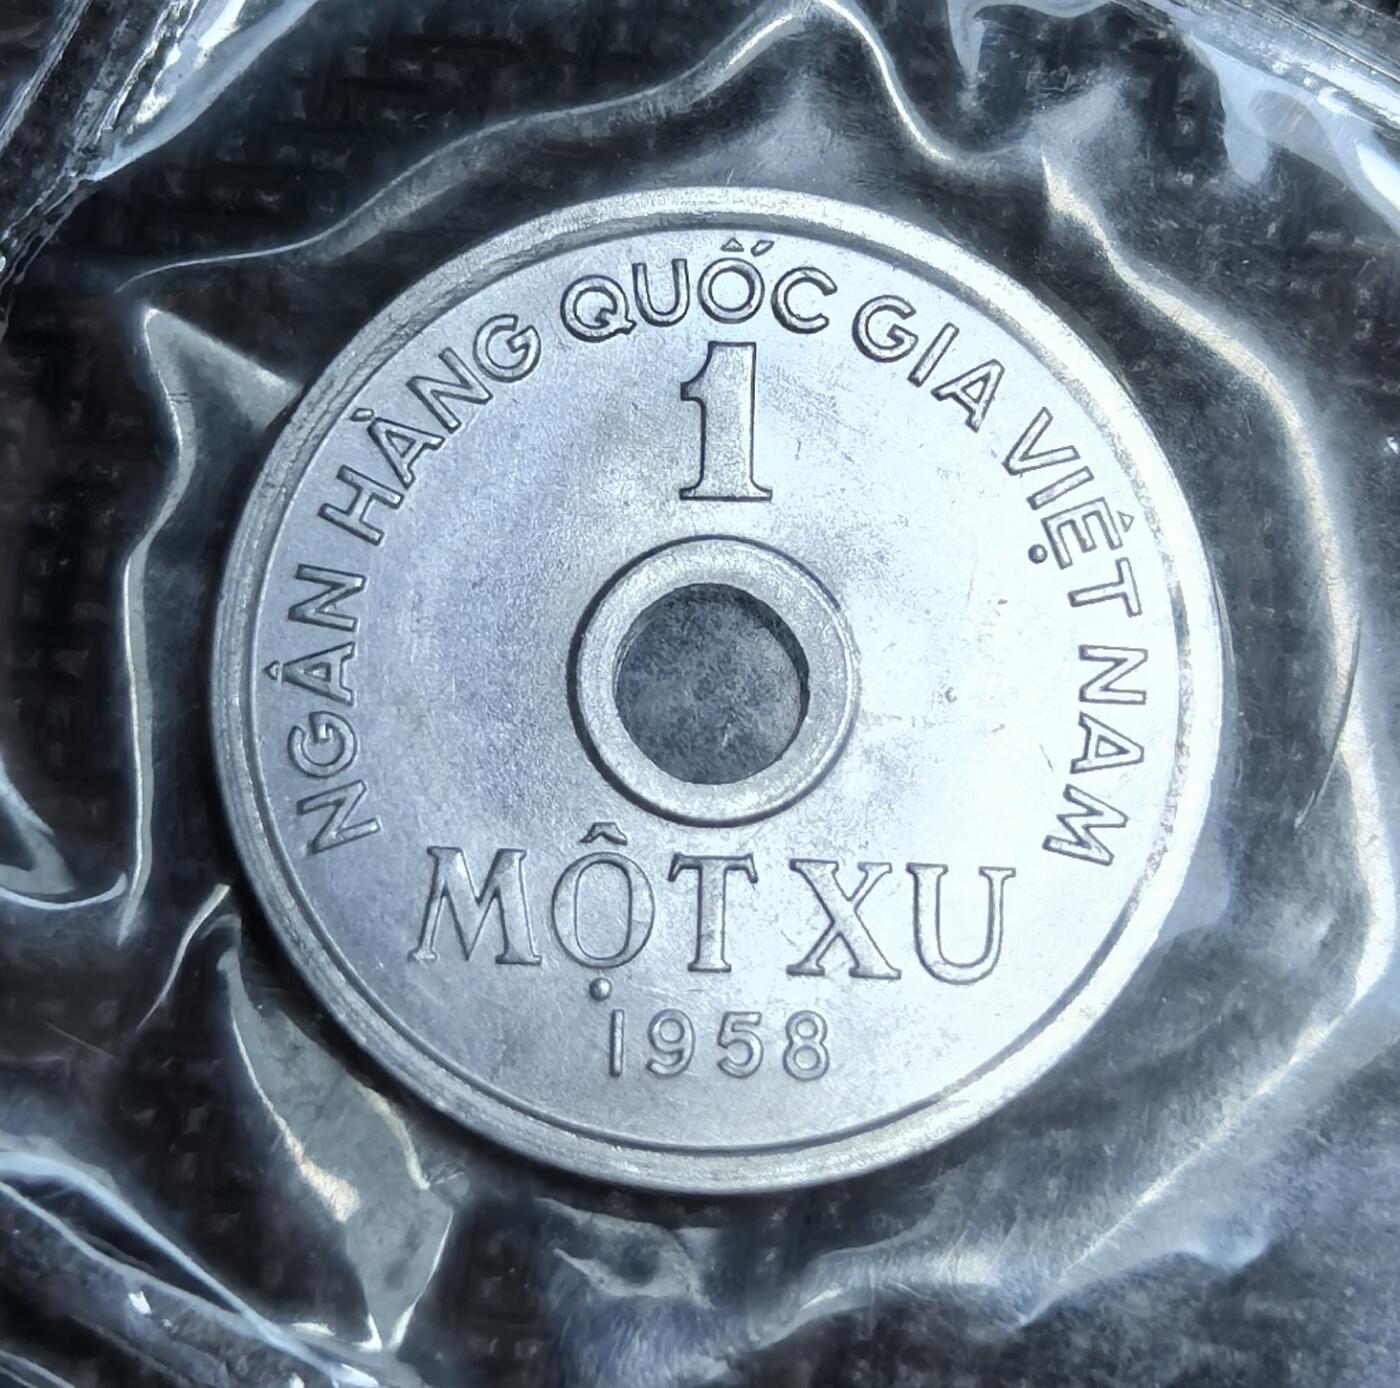 NGÂN HÀNG QUỐC GIA VIỆT NAM
1
MỘT XU
1958